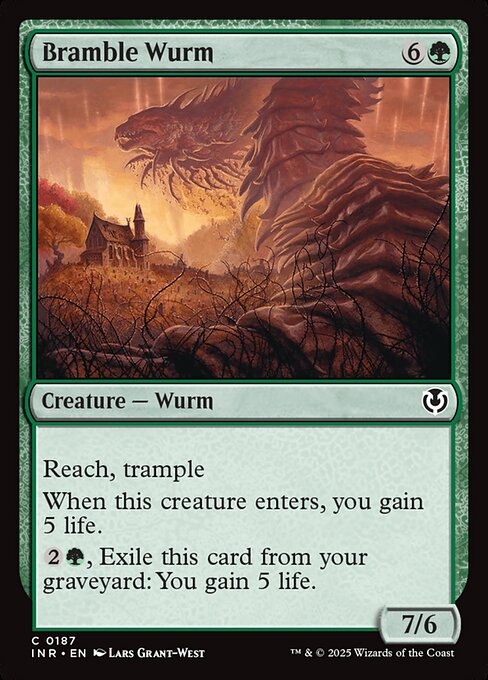 Bramble Wurm 6
Creature — Wurm
Reach, trample
When this creature enters, you gain
5 life.
2, Exile this card from your
graveyard: You gain 5 life.
7/6
C 0187
INR • EN Lars Grant-West
™ & © 2025 Wizards of the Coast